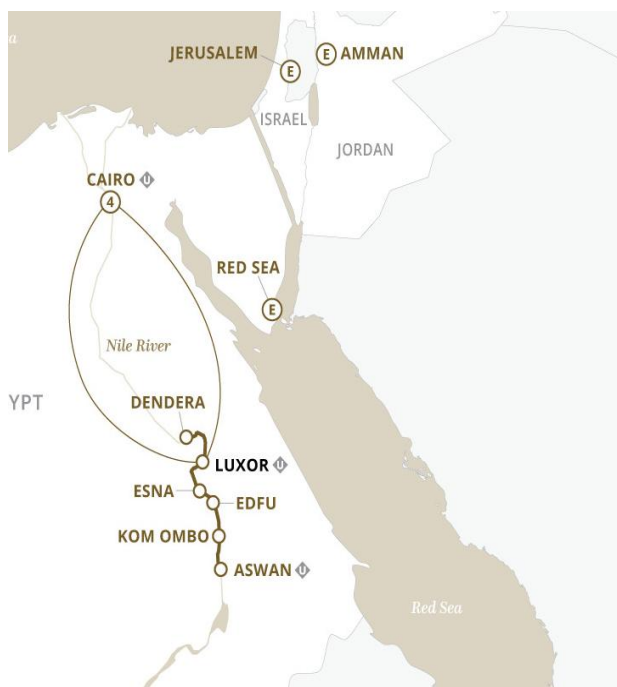 a
JERUSALEM
E
E
AMMAN
ISRAEL
JORDAN
CAIRO U
4
RED SEA
E
Nile River
YPT
DENDERA
LUXOR U
ESNA
EDFU
KOM OMBO
ASWAN U
Red Sea